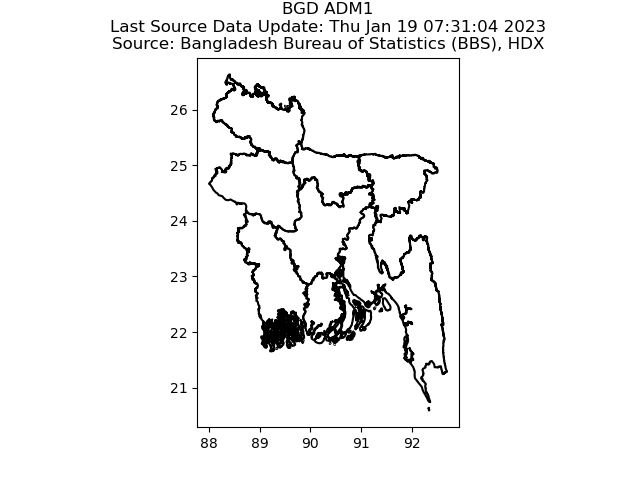 BGD ADM1
Last Source Data Update: Thu Jan 19 07:31:04 2023
Source: Bangladesh Bureau of Statistics (BBS), HDX
26
25
24
23
22
21
88 89 90 91 92